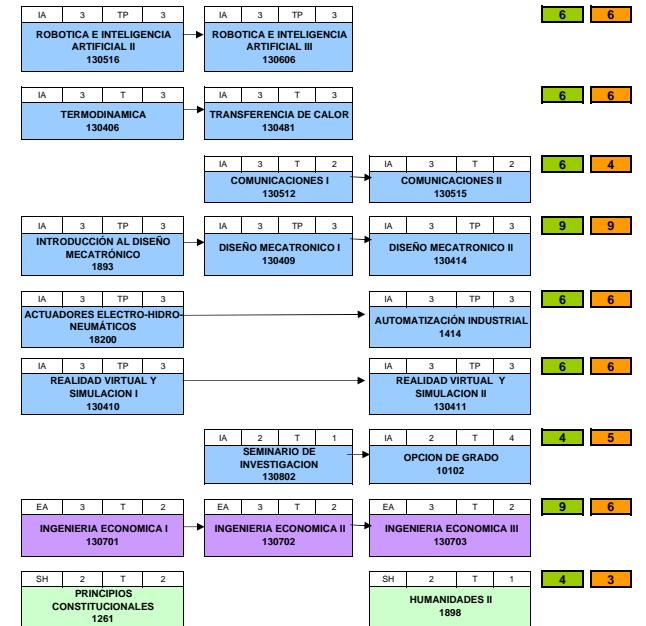 IA 3 TP 3 IA 3 TP 3 6 6
ROBOTICA E INTELIGENCIA ROBOTICA E INTELIGENCIA
ARTIFICIAL II ARTIFICIAL III
130516 130606
IA 3 T 3 IA 3 T 3 6 6
TERMODINAMICA TRANSFERENCIA DE CALOR
130406 130481
IA 3 T 2 IA 3 T 2 6 4
COMUNICACIONES I COMUNICACIONES II
130512 130515
IA 3 TP 3 IA 3 TP 3 IA 3 TP 3 9 9
INTRODUCCIÓN AL DISEÑO
MECATRÓNICO DISEÑO MECATRONICO I DISEÑO MECATRONICO II
1893 130409 130414
IA 3 TP 3 IA 3 TP 3 6 6
ACTUADORES ELECTRO-HIDRO-
NEUMÁTICOS AUTOMATIZACIÓN INDUSTRIAL
18200 1414
IA 3 TP 3 IA 3 TP 3 6 6
REALIDAD VIRTUAL Y REALIDAD VIRTUAL Y
SIMULACION I SIMULACION II
130410 130411
IA 2 T 1 IA 2 T 4 4 5
SEMINARIO DE
INVESTIGACION OPCION DE GRADO
130802 10102
EA 3 T 2 EA 3 T 2 EA 3 T 2 9 6
INGENIERIA ECONOMICA I INGENIERIA ECONOMICA II INGENIERIA ECONOMICA III
130701 130702 130703
SH 2 T 2 SH 2 T 1 4 3
PRINCIPIOS
CONSTITUCIONALES HUMANIDADES II
1261 1898